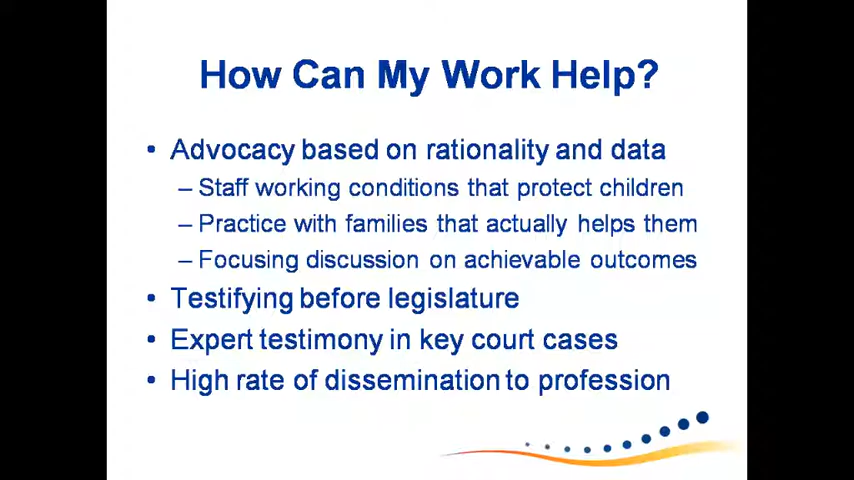 How Can My Work Help?
• Advocacy based on rationality and data
– Staff working conditions that protect children
– Practice with families that actually helps them
– Focusing discussion on achievable outcomes
• Testifying before legislature
• Expert testimony in key court cases
• High rate of dissemination to profession